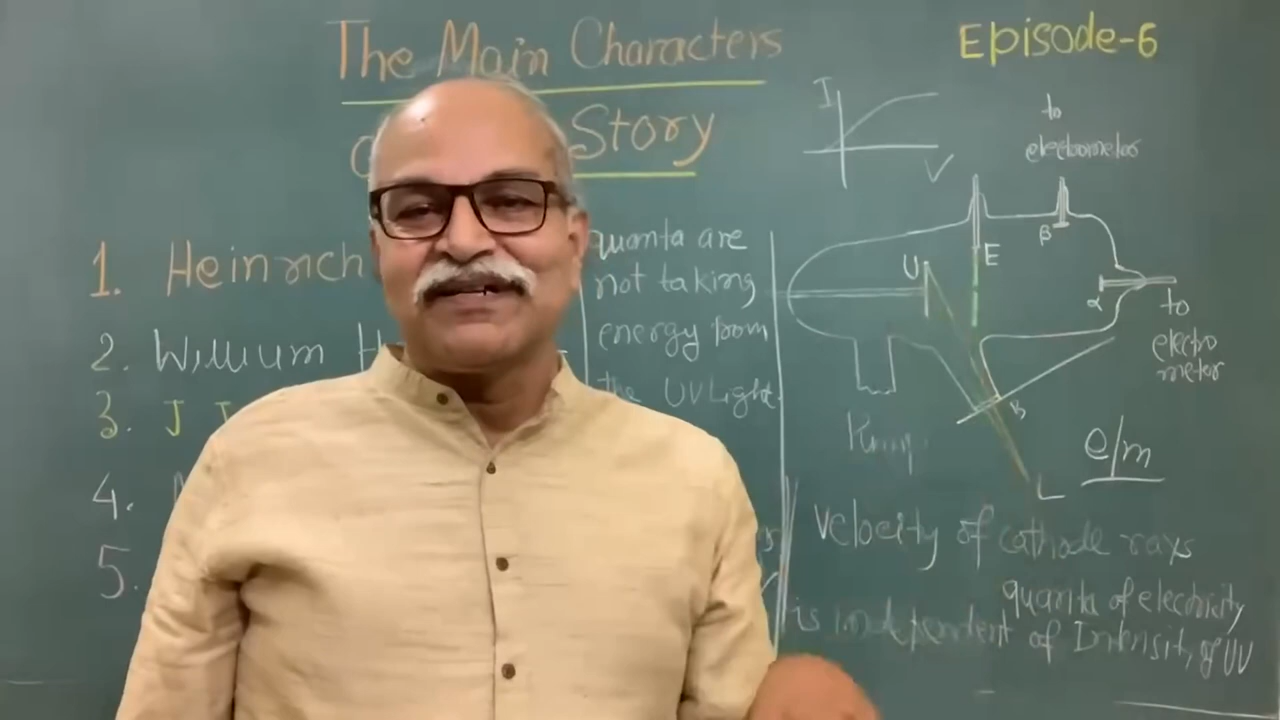 The Main Characters
Story
Episode-6
1. Heinrich
2. William H
3. J J
4.
5.
quanta are
not taking
energy from
the UV Light
I
V
to
electrometer
U
E
B
α
to
electro
meter
B
L
e/m
Velocity of cathode rays
quanta of electricity
is independent of Intensity of UV